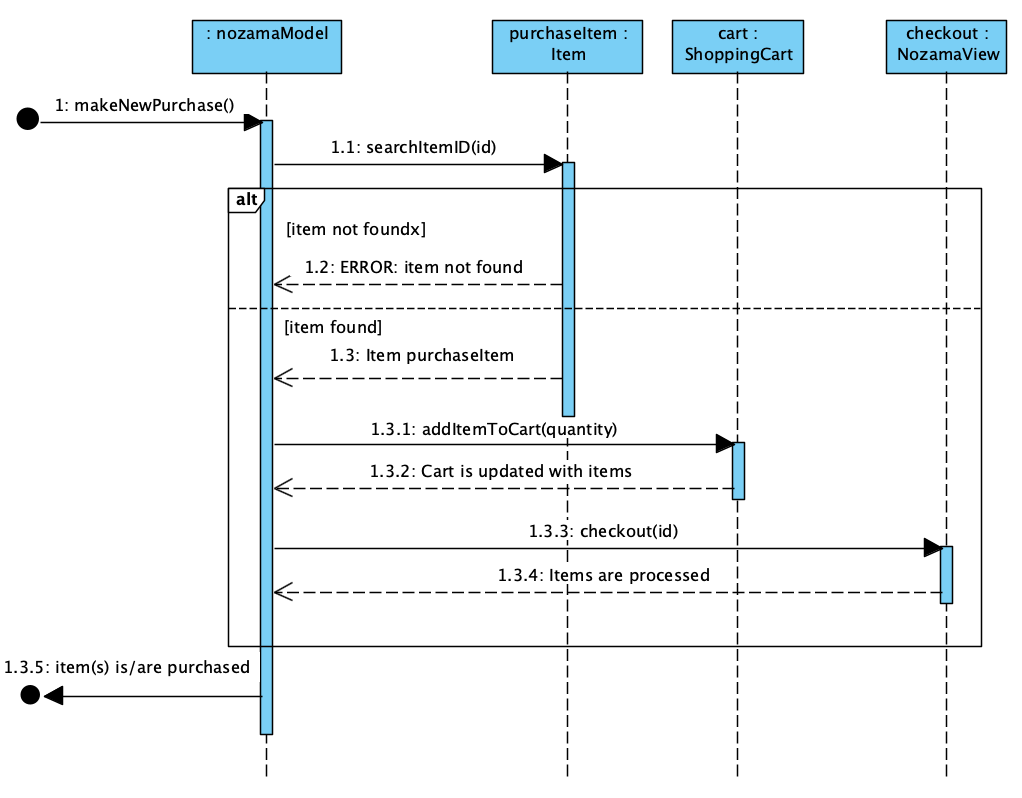 : nozamaModel
purchaseItem :
Item
cart :
ShoppingCart
checkout :
NozamaView
1: makeNewPurchase()
1.1: searchItemID(id)
alt
[item not foundx]
1.2: ERROR: item not found
[item found]
1.3: Item purchaseItem
1.3.1: addItemToCart(quantity)
1.3.2: Cart is updated with items
1.3.3: checkout(id)
1.3.4: Items are processed
1.3.5: item(s) is/are purchased